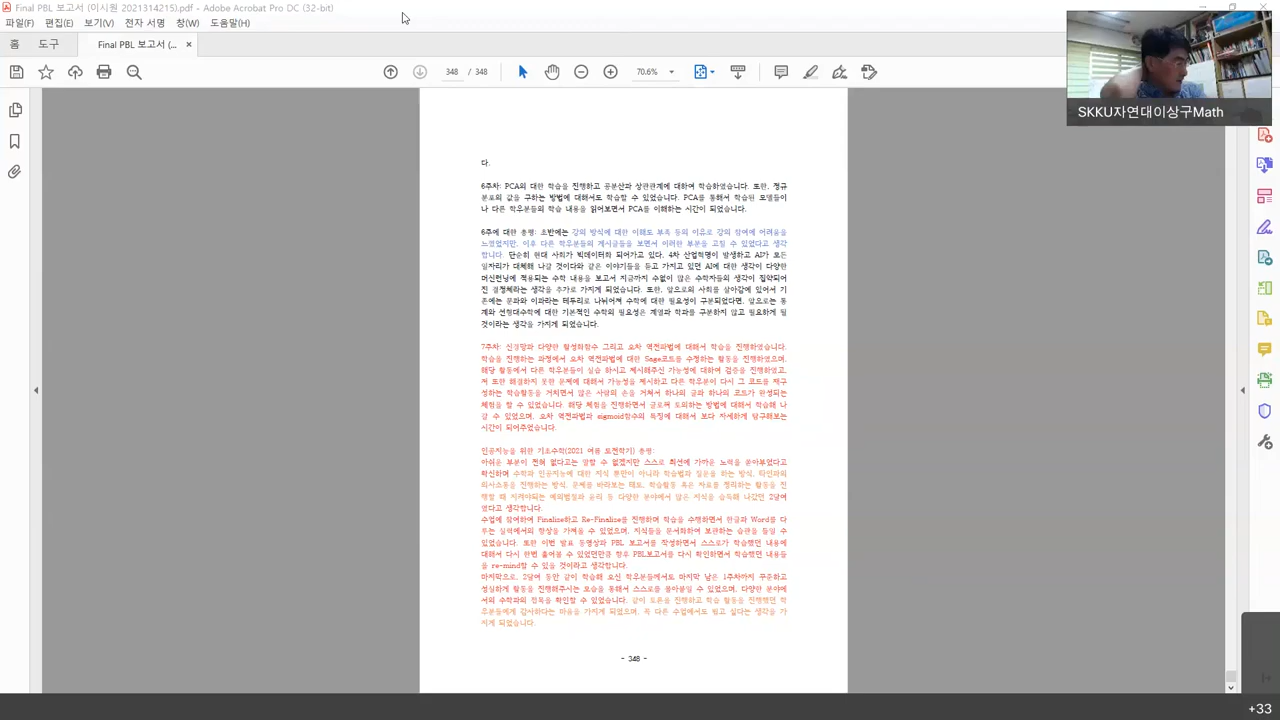 Final PBL 보고서 (이시원 2021314215).pdf - Adobe Acrobat Pro DC (32-bit)
파일(F) 편집(E) 보기(V) 전자 서명 창(W) 도움말(H)
홈 도구 Final PBL 보고서 (... ×
348 / 348 70.6%
SKKU자연대이상구Math
다.
6주차: PCA의 대한 학습을 진행하고 공분산과 상관관계에 대하여 학습하였습니다. 또한, 정규
분포의 값을 구하는 방법에 대해서도 학습할 수 있었습니다. PCA를 통해서 학습된 모델들이
나 다른 학우분들의 학습 내용을 읽어보면서 PCA를 이해하는 시간이 되었습니다.
6주에 대한 총평: 초반에는 강의 방식에 대한 이해도 부족 등의 이유로 강의 참여에 어려움을
느꼈었지만, 이후 다른 학우분들의 게시글들을 보면서 이러한 부분을 고칠 수 있었다고 생각
합니다. 단순히 현대 사회가 빅데이터화 되어가고 있다. 4차 산업혁명이 발생하고 AI가 모든
일자리가 대체해 나갈 것이다와 같은 이야기들을 듣고 가지고 있던 AI에 대한 생각이 다양한
머신런닝에 적용되는 수학 내용을 보고서 지금까지 수없이 많은 수학자들의 생각이 집약되어
진 결정체라는 생각을 추가로 가지게 되었습니다. 또한, 앞으로의 사회를 살아감에 있어서 기
존에는 문과와 이과라는 테두리로 나뉘어져 수학에 대한 필요성이 구분되었다면, 앞으로는 통
계와 선형대수학에 대한 기본적인 수학의 필요성은 계열과 학과를 구분하지 않고 필요하게 될
것이라는 생각을 가지게 되었습니다.
7주차: 신경망과 다양한 활성화함수 그리고 오차 역전파법에 대해서 학습을 진행하였습니다.
학습을 진행하는 과정에서 오차 역전파법에 대한 Sage코드를 수정하는 활동을 진행하였으며,
해당 활동에서 다른 학우분들이 실습 하시고 제시해주신 가능성에 대하여 검증을 진행하였고,
저 또한 해결하지 못한 문제에 대해서 가능성을 제시하고 다른 학우분이 다시 그 코드를 재구
성하는 학습활동을 거치면서 많은 사람의 손을 거쳐서 하나의 글과 하나의 코드가 완성되는
체험을 할 수 있었습니다. 해당 체험을 진행하면서 글로써 토의하는 방법에 대해서 학습해 나
갈 수 있었으며, 오차 역전파법과 sigmoid함수의 특징에 대해서 보다 자세하게 탐구해보는
시간이 되어주었습니다.
인공지능을 위한 기초수학(2021 여름 도전학기) 총평:
아쉬운 부분이 전혀 없다고는 말할 수 없겠지만 스스로 최선에 가까운 노력을 쏟아부었다고
확신하며 수학과 인공지능에 대한 지식 뿐만이 아니라 학습법과 질문을 하는 방식, 타인과의
의사소통을 진행하는 방식, 문제를 바라보는 태도, 학습활동 혹은 자료를 정리하는 활동을 진
행할 때 지켜야되는 예의범절과 윤리 등 다양한 분야에서 많은 지식을 습득해 나갔던 2달여
였다고 생각합니다.
수업에 참여하여 Finalize하고 Re-Finalize을 진행하며 학습을 수행하면서 한글과 Word를 다
루는 실력에서의 향상을 가져올 수 있었으며, 지식들을 문서화하여 보관하는 습관을 들일 수
있었습니다. 또한 이번 발표 동영상과 PBL 보고서를 작성하면서 스스로가 학습했던 내용에
대해서 다시 한번 훑어볼 수 있었던만큼 향후 PBL보고서를 다시 확인하면서 학습했던 내용들
을 re-mind할 수 있을 것이라고 생각합니다.
마지막으로, 2달여 동안 같이 학습해 오신 학우분들께서도 마지막 남은 1주차까지 꾸준하고
성실하게 활동을 진행해주시는 모습을 통해서 스스로를 돌아볼 수 있었으며, 다양한 분야에
서의 수학과의 접목을 확인할 수 있었습니다. 같이 토론을 진행하고 학습 활동을 진행했던 학
우분들에게 감사하다는 마음을 가지게 되었으며, 꼭 다른 수업에서도 뵙고 싶다는 생각을 가
지게 되었습니다.
- 348 -
+33